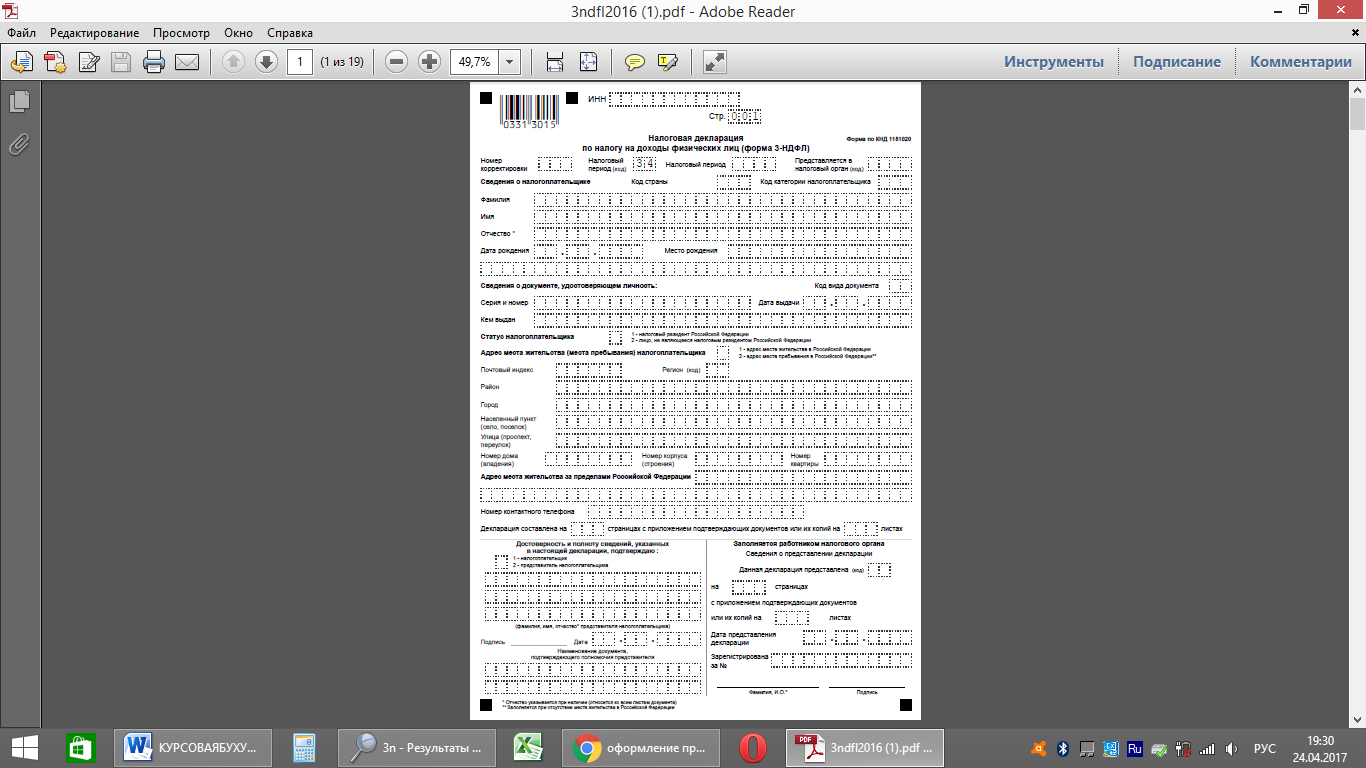 3ndfl2016 (1).pdf - Adobe Reader
Файл Редактирование Просмотр Окно Справка
1 (1 из 19) 49,7% Инструменты Подписание Комментарии
ИНН
0331 3015 Стр. 001
Налоговая декларация Форма по КНД 1151020
по налогу на доходы физических лиц (форма 3-НДФЛ)
Номер корректировки Налоговый период (код) 34 Налоговый период Представляется в налоговый орган (код)
Сведения о налогоплательщике Код страны Код категории налогоплательщика
Фамилия
Имя
Отчество *
Дата рождения . . Место рождения
Сведения о документе, удостоверяющем личность: Код вида документа
Серия и номер Дата выдачи . .
Кем выдан
Статус налогоплательщика 1 - налоговый резидент Российской Федерации
2 - лицо, не являющееся налоговым резидентом Российской Федерации
Адрес места жительства (места пребывания) налогоплательщика 1 - адрес места жительства в Российской Федерации
2 - адрес места пребывания в Российской Федерации**
Почтовый индекс Регион (код)
Район
Город
Населенный пункт
(село, поселок)
Улица (проспект,
переулок)
Номер дома (владения) Номер корпуса (строения) Номер квартиры
Адрес места жительства за пределами Российской Федерации
Номер контактного телефона
Декларация составлена на страницах с приложением подтверждающих документов или их копий на листах
Достоверность и полноту сведений, указанных
в настоящей декларации, подтверждаю :
1 - налогоплательщик
2 - представитель налогоплательщика
(фамилия, имя, отчество* представителя налогоплательщика)
Подпись Дата . .
Наименование документа,
подтверждающего полномочия представителя
Заполняется работником налогового органа
Сведения о представлении декларации
Данная декларация представлена (код)
на страницах
с приложением подтверждающих документов
или их копий на листах
Дата представления
декларации . .
Зарегистрирована
за №
Фамилия, И.О.* Подпись
* Отчество указывается при наличии (относится ко всем листам документа)
** Заполняется при отсутствии места жительства в Российской Федерации
КУРСОВАЯБУХУ... 3n - Результаты ... оформление пр... 3ndfl2016 (1).pdf ... Ru РУС 19:30
24.04.2017